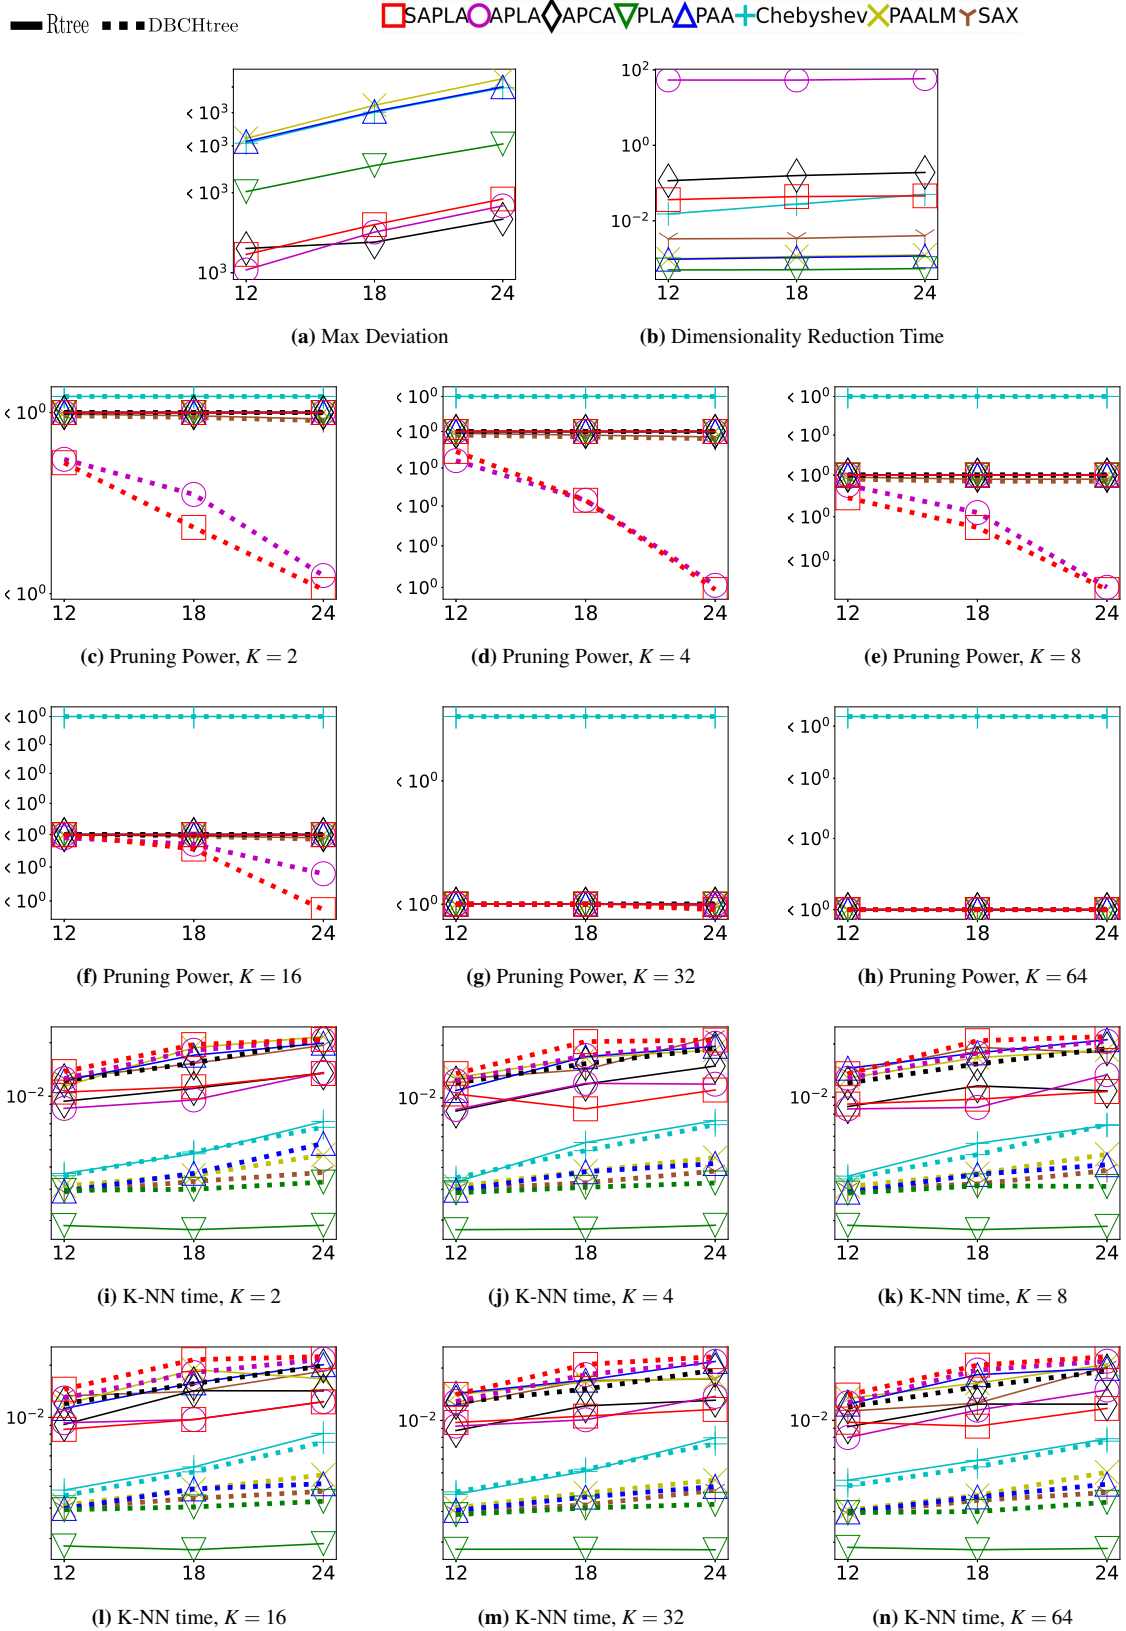 Rtree DBCHtree SAPLA APLA APCA PLA PAA Chebyshev PAALM SAX
< 10³
< 10³
< 10³
10³
12 18 24
(a) Max Deviation
10²
10⁰
10⁻²
12 18 24
(b) Dimensionality Reduction Time
< 10⁰
< 10⁰
12 18 24
(c) Pruning Power, K = 2
< 10⁰
< 10⁰
< 10⁰
< 10⁰
< 10⁰
12 18 24
(d) Pruning Power, K = 4
< 10⁰
< 10⁰
< 10⁰
< 10⁰
< 10⁰
12 18 24
(e) Pruning Power, K = 8
< 10⁰
< 10⁰
< 10⁰
< 10⁰
< 10⁰
< 10⁰
< 10⁰
12 18 24
(f) Pruning Power, K = 16
< 10⁰
< 10⁰
< 10⁰
12 18 24
(g) Pruning Power, K = 32
< 10⁰
< 10⁰
< 10⁰
< 10⁰
12 18 24
(h) Pruning Power, K = 64
10⁻²
12 18 24
(i) K-NN time, K = 2
10⁻²
12 18 24
(j) K-NN time, K = 4
10⁻²
12 18 24
(k) K-NN time, K = 8
10⁻²
12 18 24
(l) K-NN time, K = 16
10⁻²
12 18 24
(m) K-NN time, K = 32
10⁻²
12 18 24
(n) K-NN time, K = 64